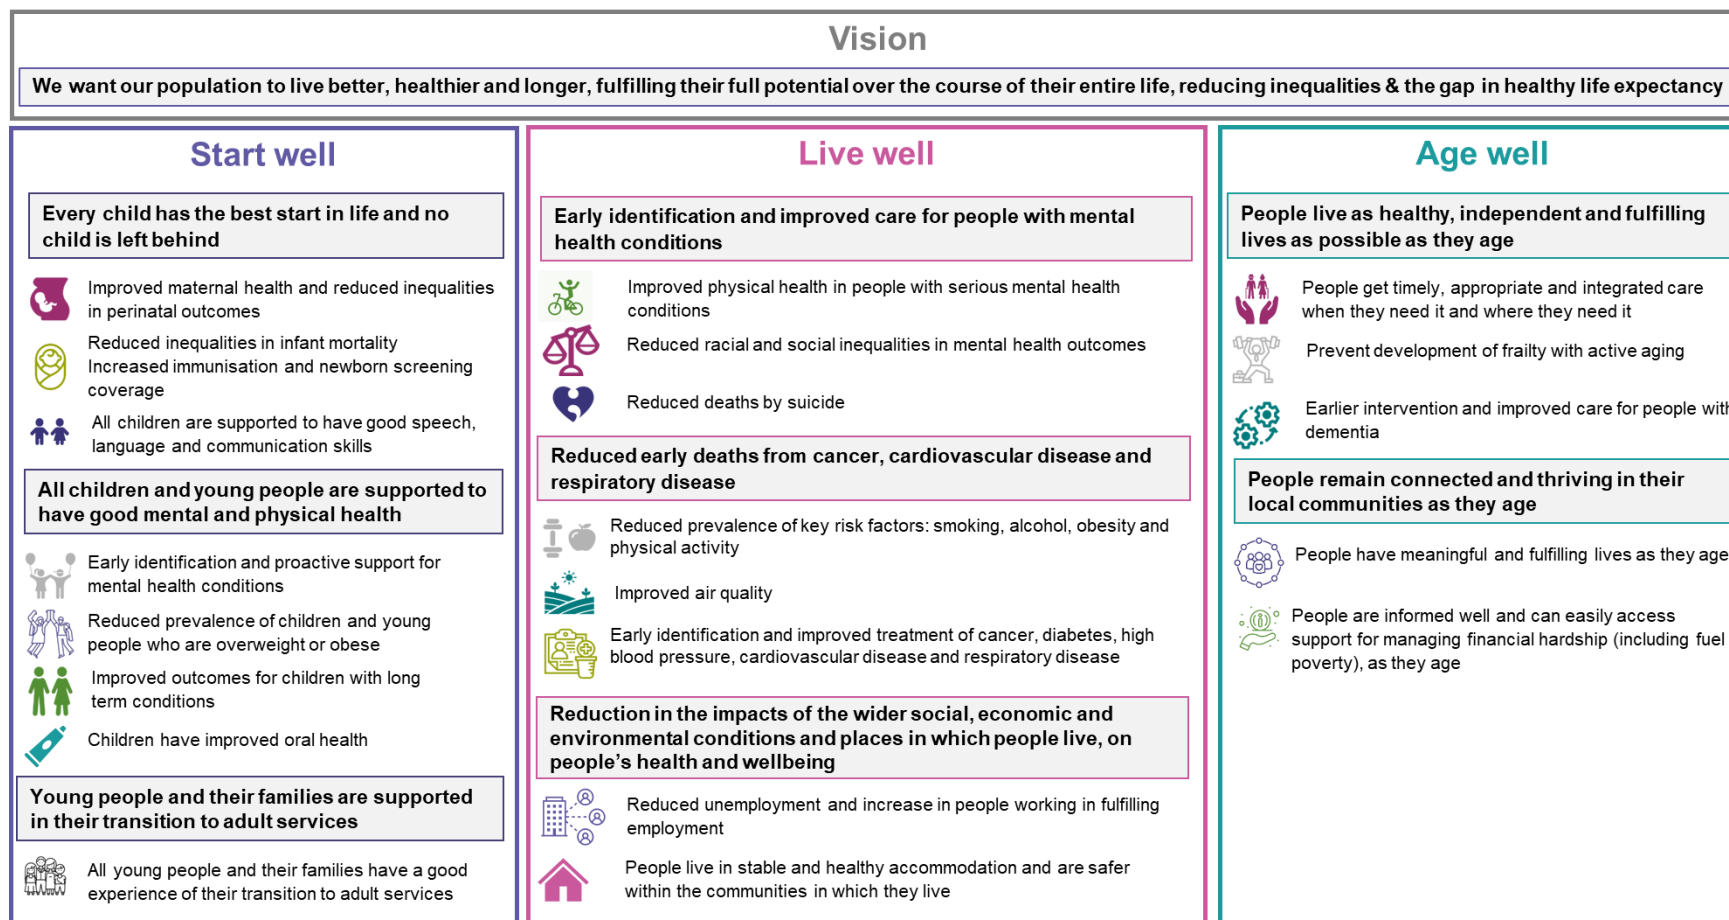 Vision
We want our population to live better, healthier and longer, fulfilling their full potential over the course of their entire life, reducing inequalities & the gap in healthy life expectancy
Start well
Every child has the best start in life and no
child is left behind
Improved maternal health and reduced inequalities
in perinatal outcomes
Reduced inequalities in infant mortality
Increased immunisation and newborn screening
coverage
All children are supported to have good speech,
language and communication skills
All children and young people are supported to
have good mental and physical health
Early identification and proactive support for
mental health conditions
Reduced prevalence of children and young
people who are overweight or obese
Improved outcomes for children with long
term conditions
Children have improved oral health
Young people and their families are supported
in their transition to adult services
All young people and their families have a good
experience of their transition to adult services
Live well
Early identification and improved care for people with mental
health conditions
Improved physical health in people with serious mental health
conditions
Reduced racial and social inequalities in mental health outcomes
Reduced deaths by suicide
Reduced early deaths from cancer, cardiovascular disease and
respiratory disease
Reduced prevalence of key risk factors: smoking, alcohol, obesity and
physical activity
Improved air quality
Early identification and improved treatment of cancer, diabetes, high
blood pressure, cardiovascular disease and respiratory disease
Reduction in the impacts of the wider social, economic and
environmental conditions and places in which people live, on
people's health and wellbeing
Reduced unemployment and increase in people working in fulfilling
employment
People live in stable and healthy accommodation and are safer
within the communities in which they live
Age well
People live as healthy, independent and fulfilling
lives as possible as they age
People get timely, appropriate and integrated care
when they need it and where they need it
Prevent development of frailty with active aging
Earlier intervention and improved care for people with
dementia
People remain connected and thriving in their
local communities as they age
People have meaningful and fulfilling lives as they age
People are informed well and can easily access
support for managing financial hardship (including fuel
poverty), as they age